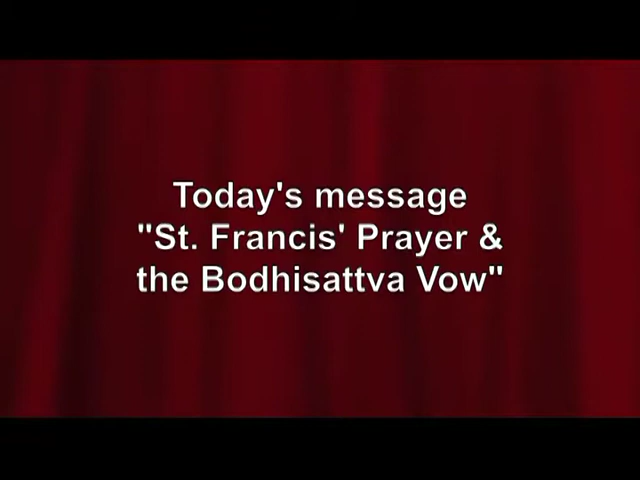 Today's message
"St. Francis' Prayer &
the Bodhisattva Vow"